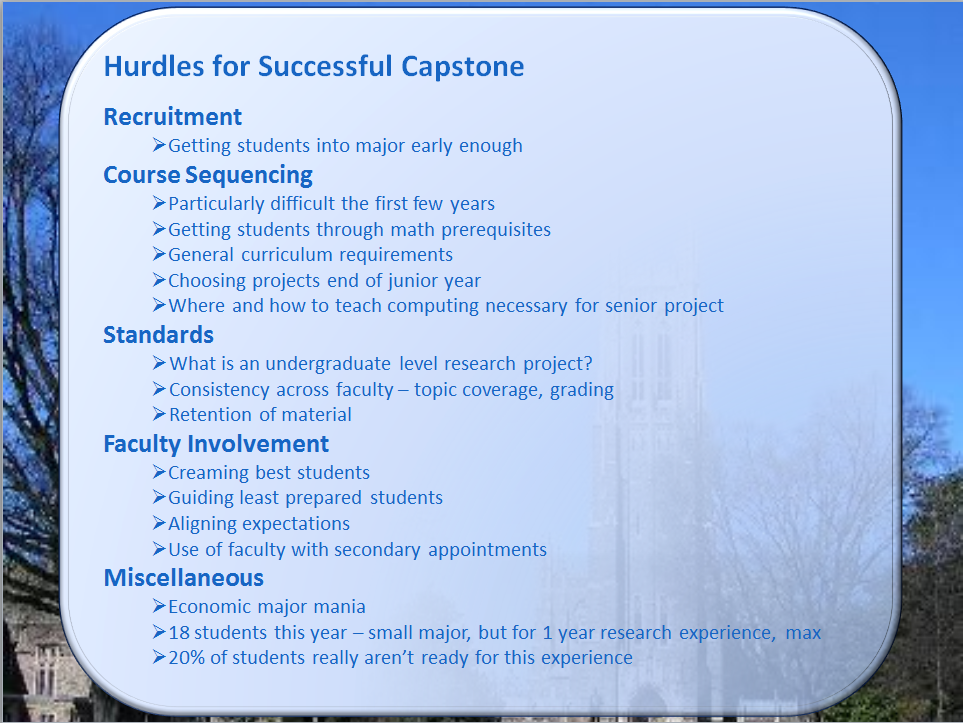 Hurdles for Successful Capstone
Recruitment
➢Getting students into major early enough
Course Sequencing
➢Particularly difficult the first few years
➢Getting students through math prerequisites
➢General curriculum requirements
➢Choosing projects end of junior year
➢Where and how to teach computing necessary for senior project
Standards
➢What is an undergraduate level research project?
➢Consistency across faculty – topic coverage, grading
➢Retention of material
Faculty Involvement
➢Creaming best students
➢Guiding least prepared students
➢Aligning expectations
➢Use of faculty with secondary appointments
Miscellaneous
➢Economic major mania
➢18 students this year – small major, but for 1 year research experience, max
➢20% of students really aren’t ready for this experience